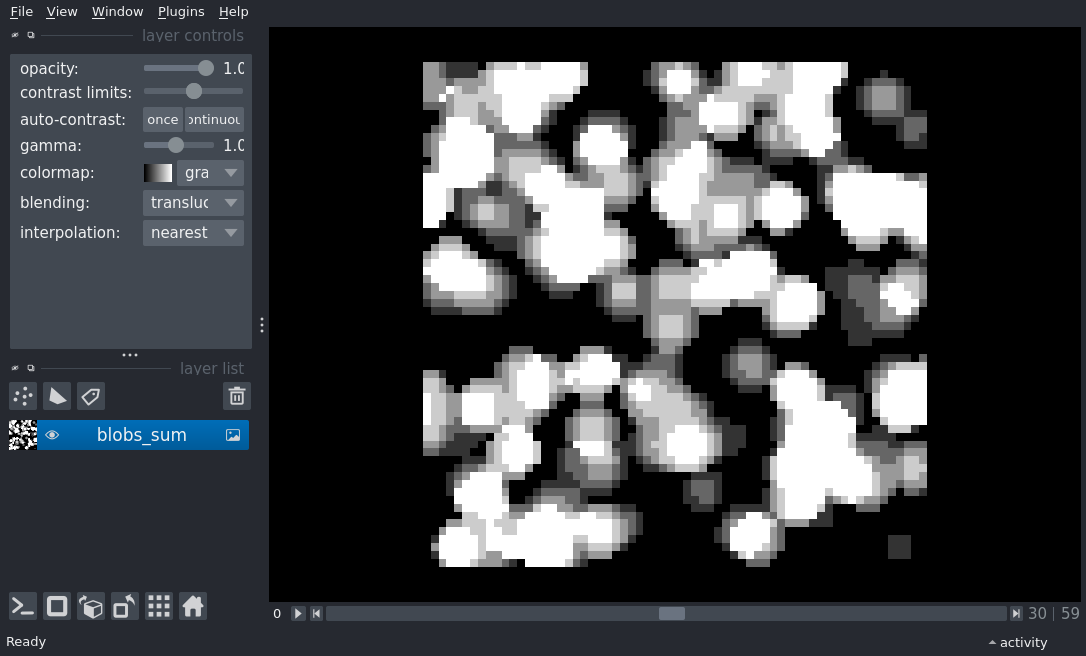 File View Window Plugins Help
layer controls
opacity: 1.0
contrast limits:
auto-contrast: once ontinuou
gamma: 1.0
colormap: gra
blending: transluc
interpolation: nearest
layer list
blobs_sum
0 30 | 59
Ready activity